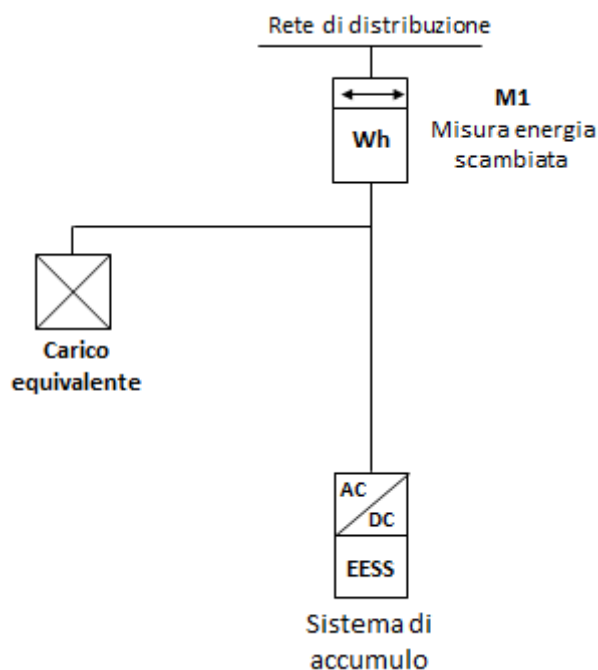 Rete di distribuzione
M1
Misura energia
scambiata
Wh
Carico
equivalente
AC
DC
EESS
Sistema di
accumulo